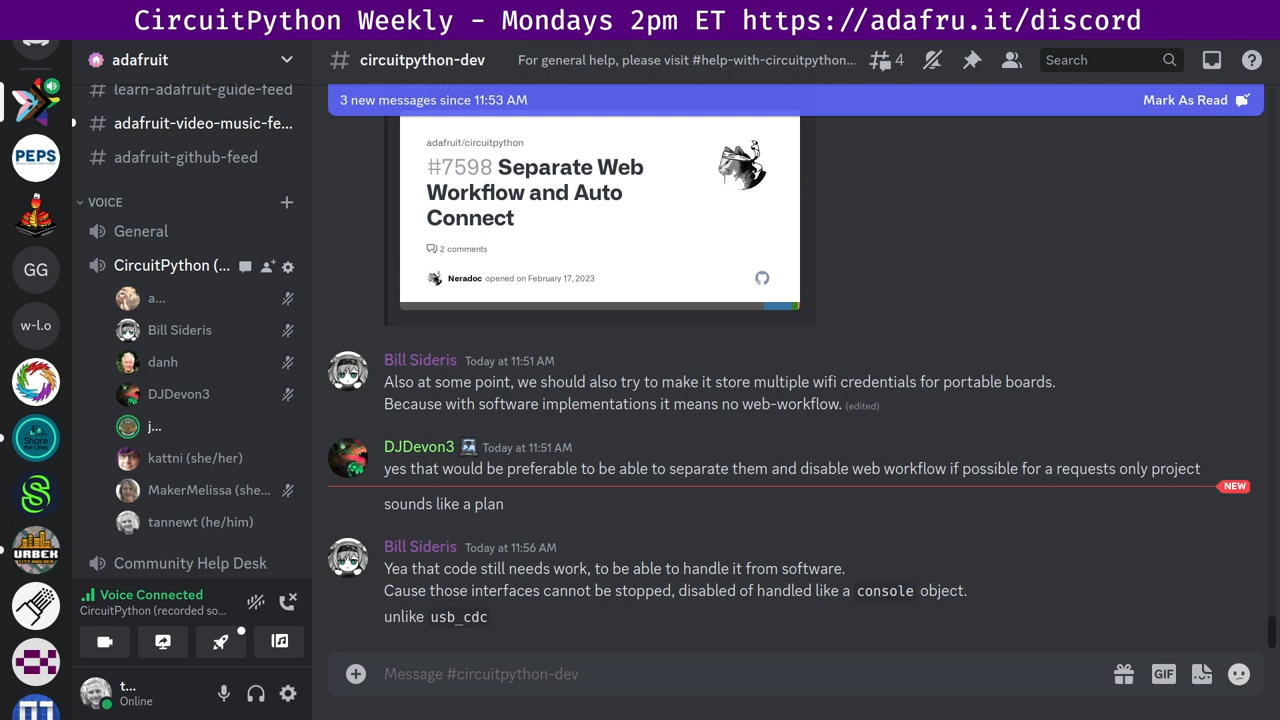 CircuitPython Weekly - Mondays 2pm ET https://adafru.it/discord
adafruit
# learn-adafruit-guide-feed
# adafruit-video-music-fe...
# adafruit-github-feed
VOICE
General
CircuitPython (...
a...
Bill Sideris
danh
DJDevon3
j...
kattni (she/her)
MakerMelissa (she...
tannewt (he/him)
Community Help Desk
Voice Connected
CircuitPython (recorded so...
t...
Online
PEPS
GG
w-l.o
Share
the Cities
URBEX
# circuitpython-dev
For general help, please visit #help-with-circuitpython...
4
Search
3 new messages since 11:53 AM
Mark As Read
adafruit/circuitpython
#7598 Separate Web
Workflow and Auto
Connect
2 comments
Neradoc opened on February 17, 2023
Bill Sideris Today at 11:51 AM
Also at some point, we should also try to make it store multiple wifi credentials for portable boards.
Because with software implementations it means no web-workflow. (edited)
DJDevon3 Today at 11:51 AM
yes that would be preferable to be able to separate them and disable web workflow if possible for a requests only project
NEW
sounds like a plan
Bill Sideris Today at 11:56 AM
Yea that code still needs work, to be able to handle it from software.
Cause those interfaces cannot be stopped, disabled of handled like a console object.
unlike usb_cdc
Message #circuitpython-dev
GIF